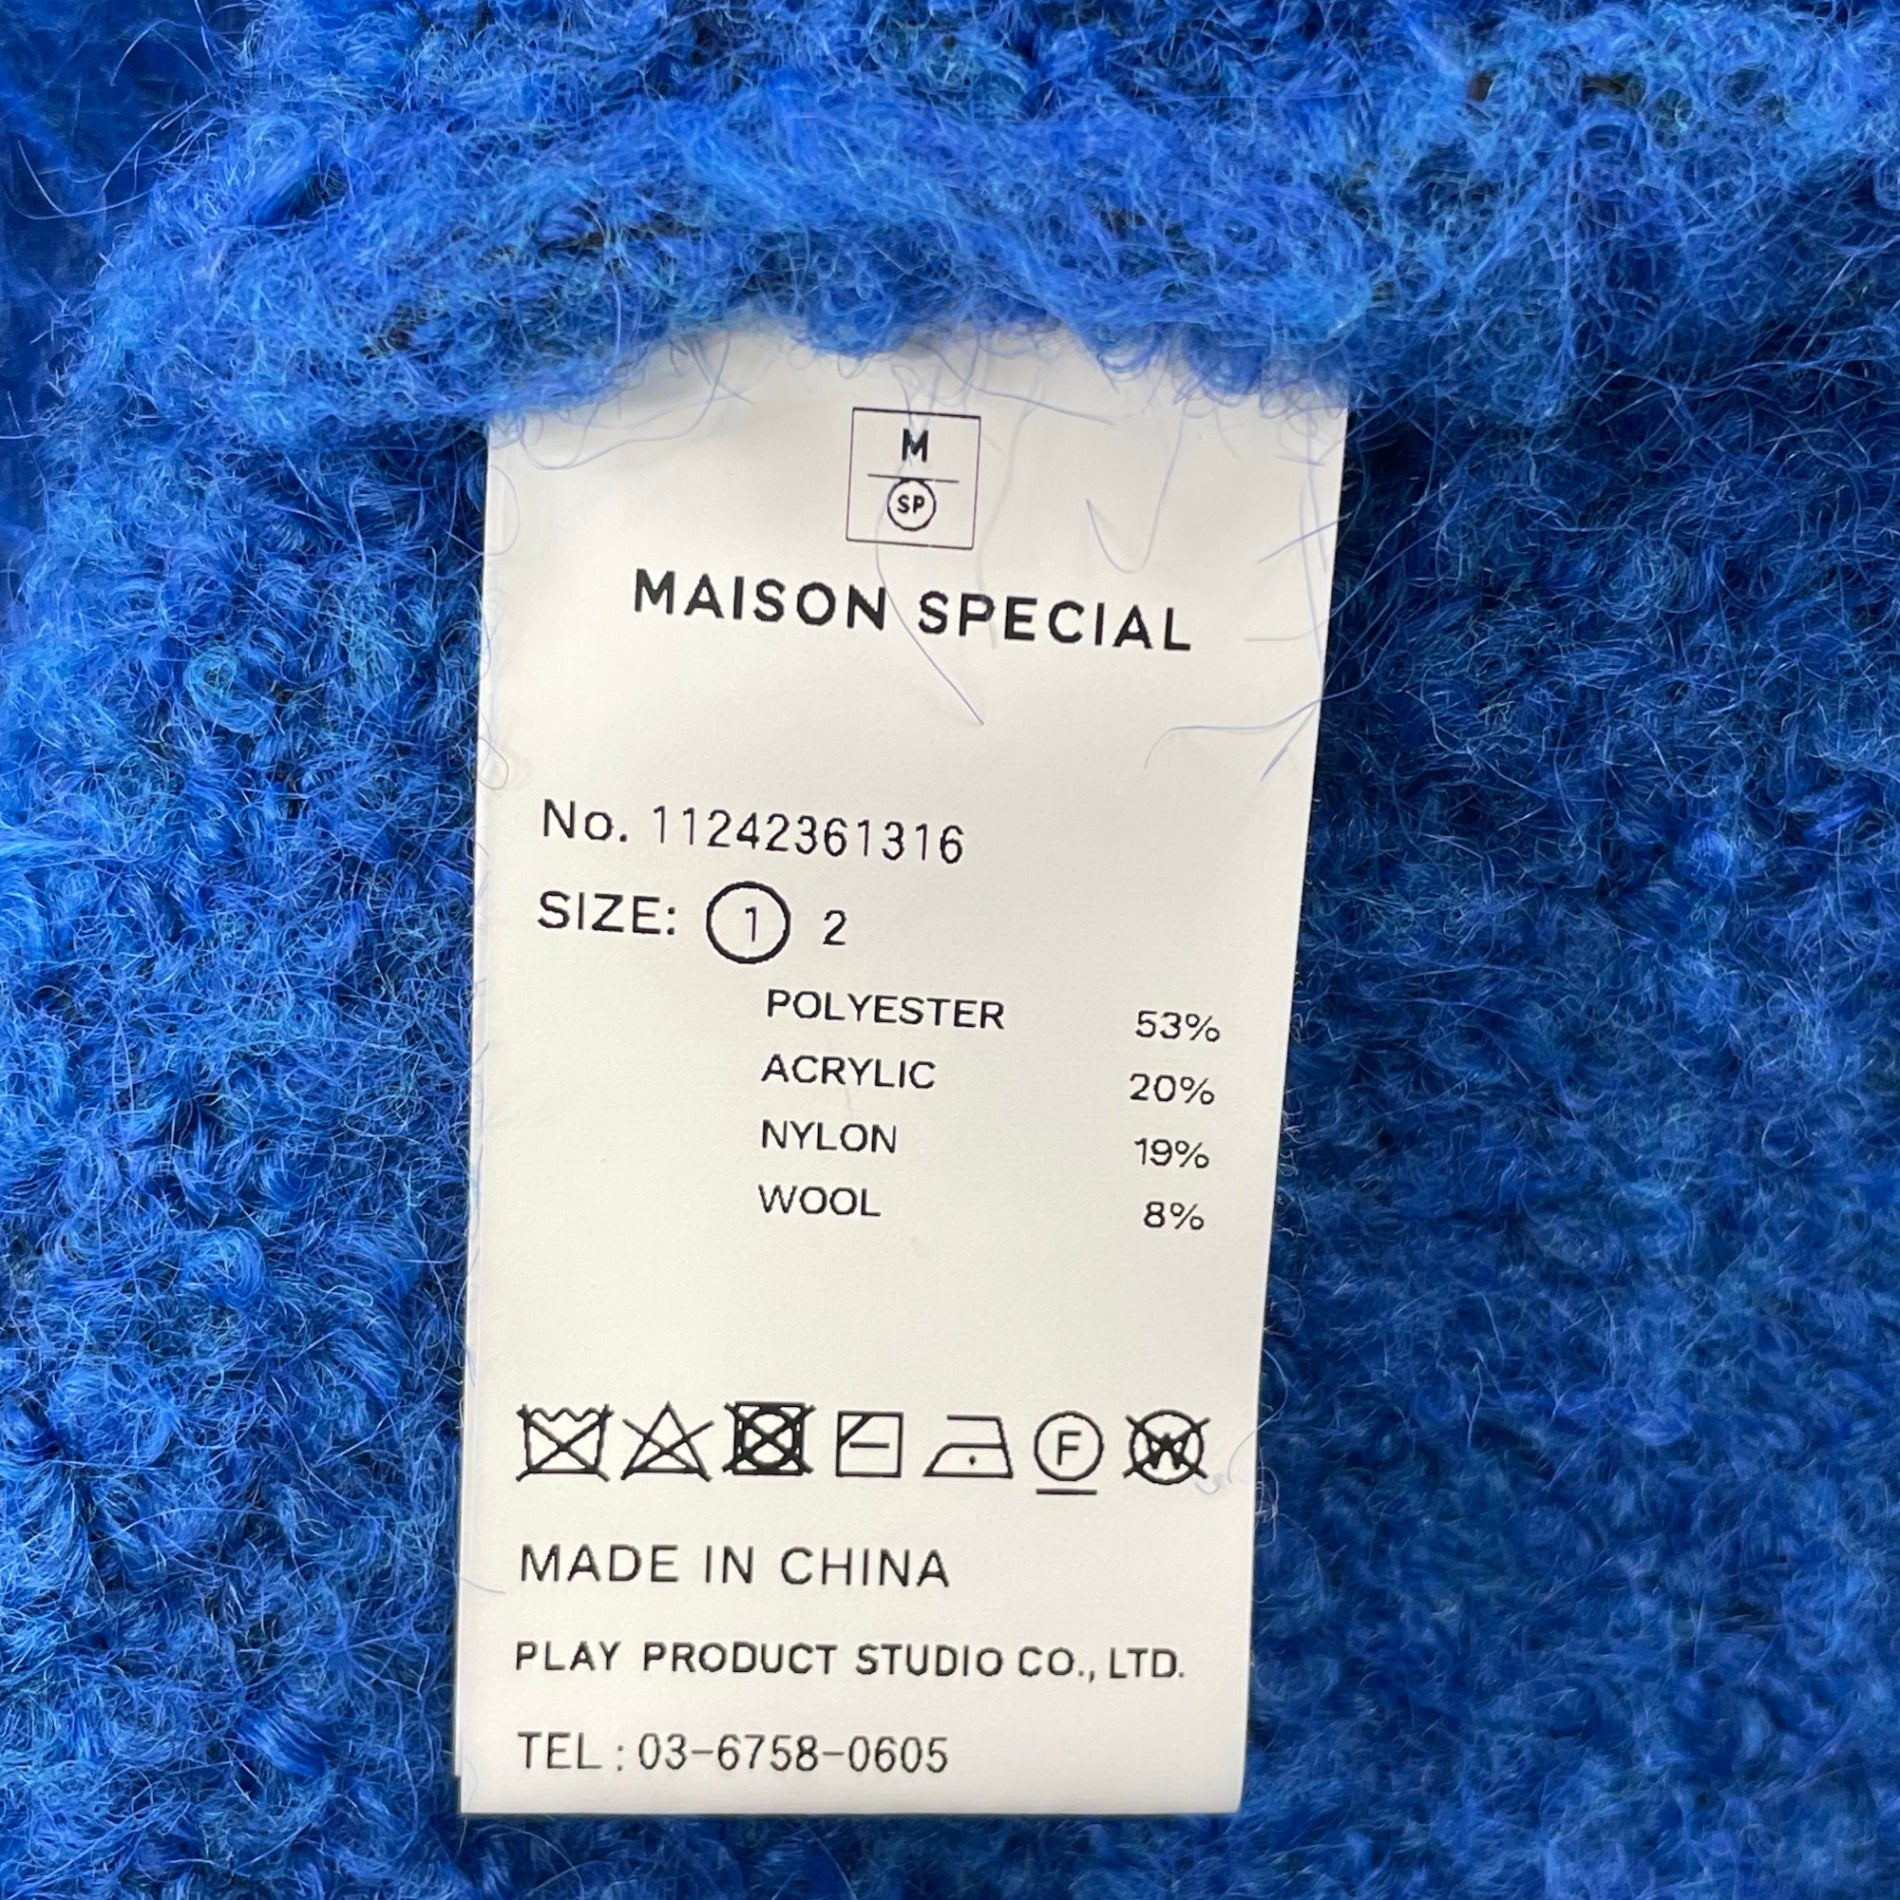 M
SP
MAISON SPECIAL
No. 11242361316
SIZE: 1 2
POLYESTER 53%
ACRYLIC 20%
NYLON 19%
WOOL 8%
F W
MADE IN CHINA
PLAY PRODUCT STUDIO CO., LTD.
TEL : 03-6758-0605